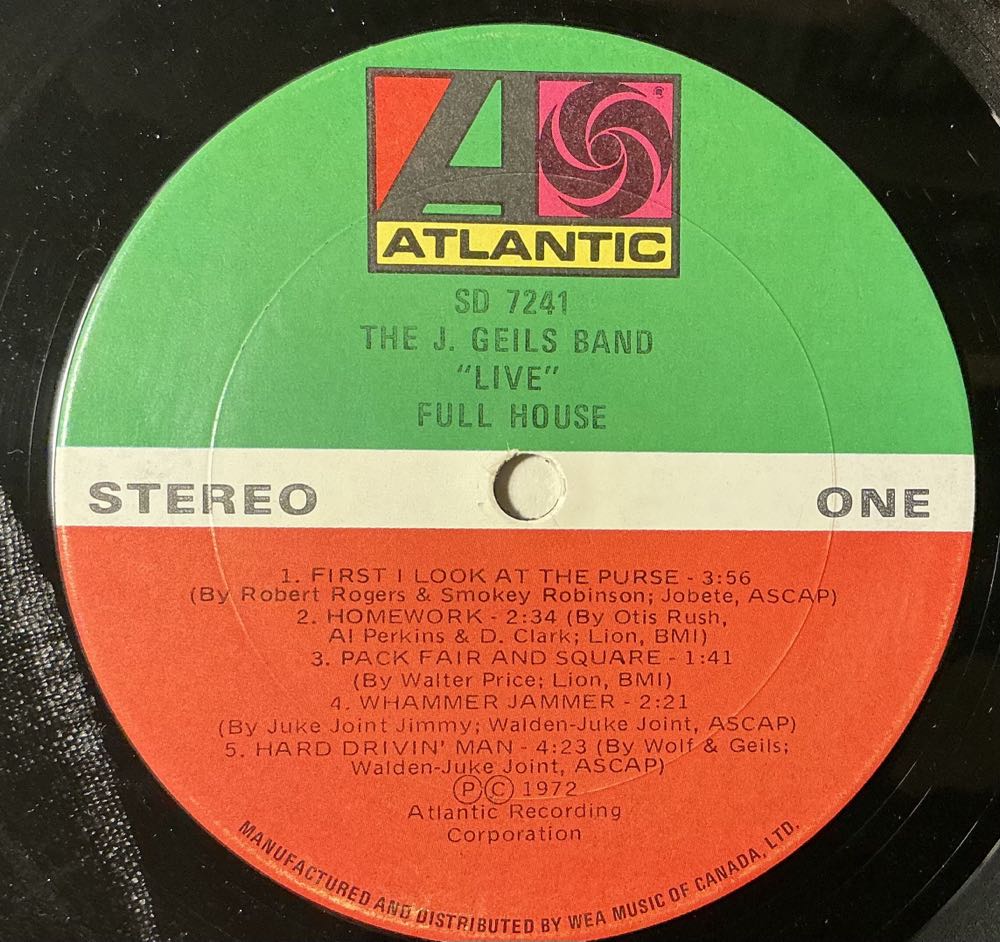 ®
ATLANTIC
SD 7241
THE J. GEILS BAND
"LIVE"
FULL HOUSE
STEREO ONE
1. FIRST I LOOK AT THE PURSE - 3:56
(By Robert Rogers & Smokey Robinson; Jobete, ASCAP)
2. HOMEWORK - 2:34 (By Otis Rush,
Al Perkins & D. Clark; Lion, BMI)
3. PACK FAIR AND SQUARE - 1:41
(By Walter Price; Lion, BMI)
4. WHAMMER JAMMER - 2:21
(By Juke Joint Jimmy; Walden-Juke Joint, ASCAP)
5. HARD DRIVIN' MAN - 4:23 (By Wolf & Geils;
Walden-Juke Joint, ASCAP)
Ⓟ Ⓒ 1972
Atlantic Recording
Corporation
MANUFACTURED AND DISTRIBUTED BY WEA MUSIC OF CANADA, LTD.